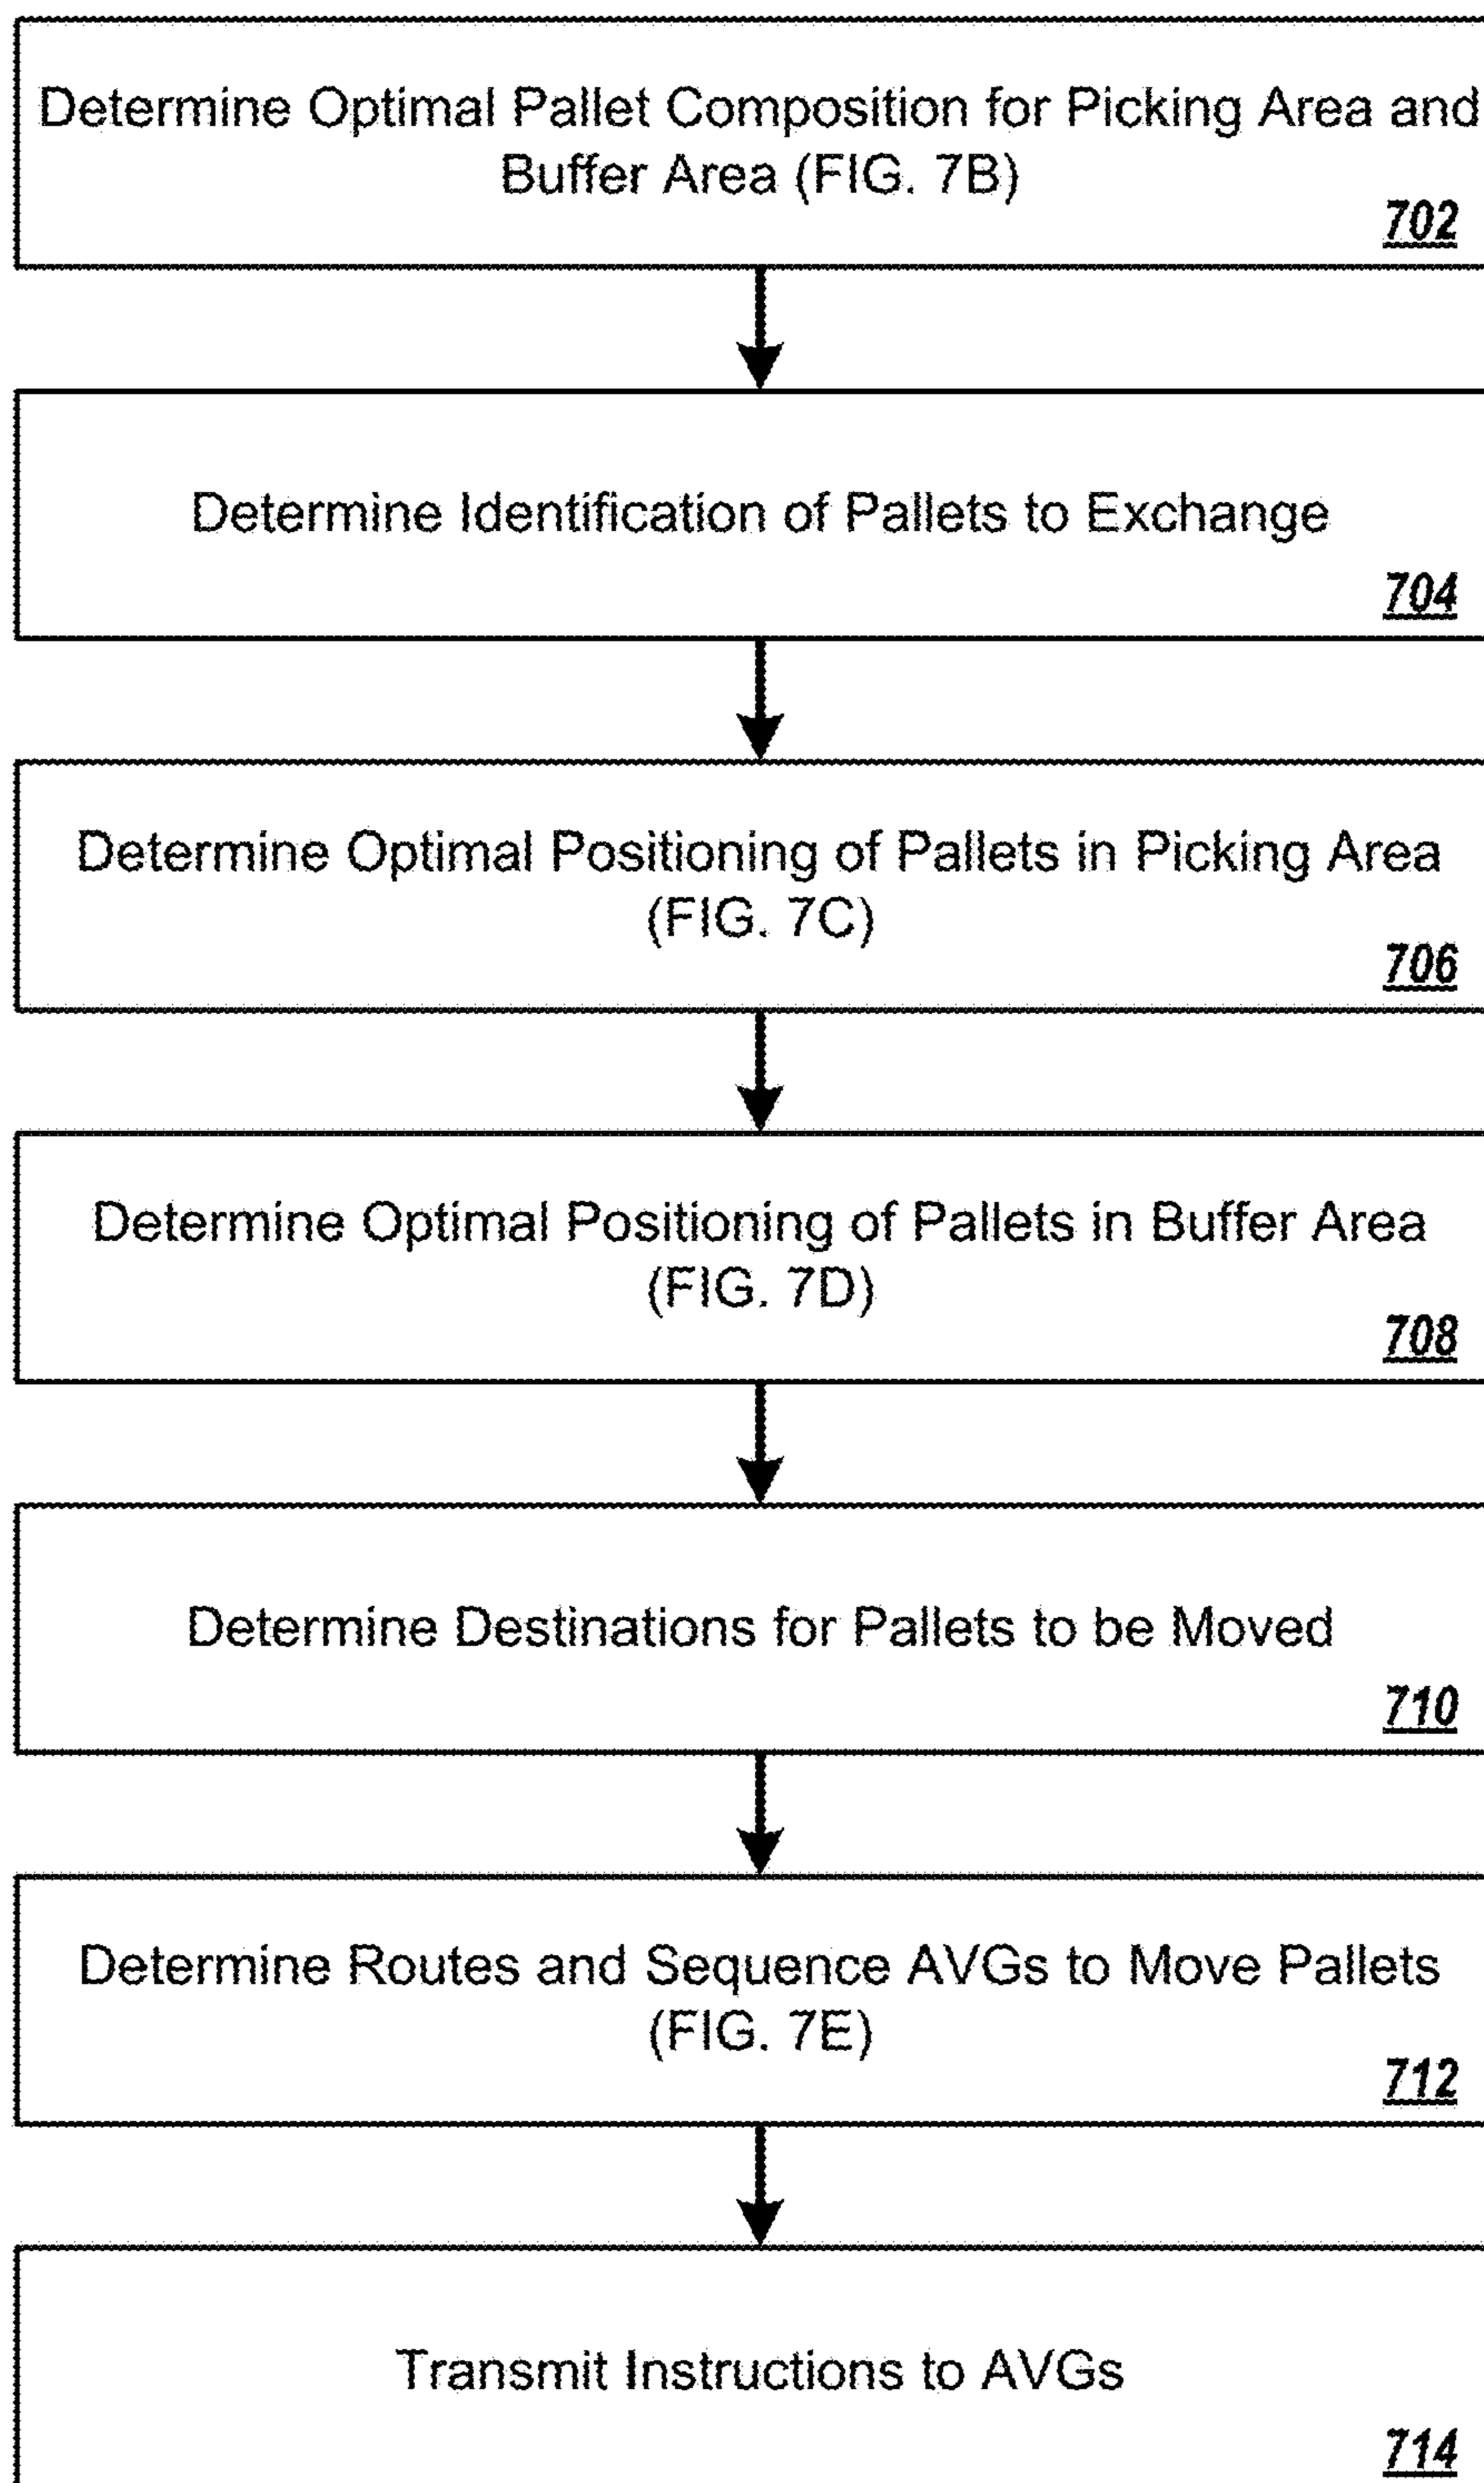 Determine Optimal Pallet Composition for Picking Area and
Buffer Area (FIG. 7B)
702
Determine Identification of Pallets to Exchange
704
Determine Optimal Positioning of Pallets in Picking Area
(FIG. 7C)
706
Determine Optimal Positioning of Pallets in Buffer Area
(FIG. 7D)
708
Determine Destinations for Pallets to be Moved
710
Determine Routes and Sequence AVGs to Move Pallets
(FIG. 7E)
712
Transmit Instructions to AVGs
714